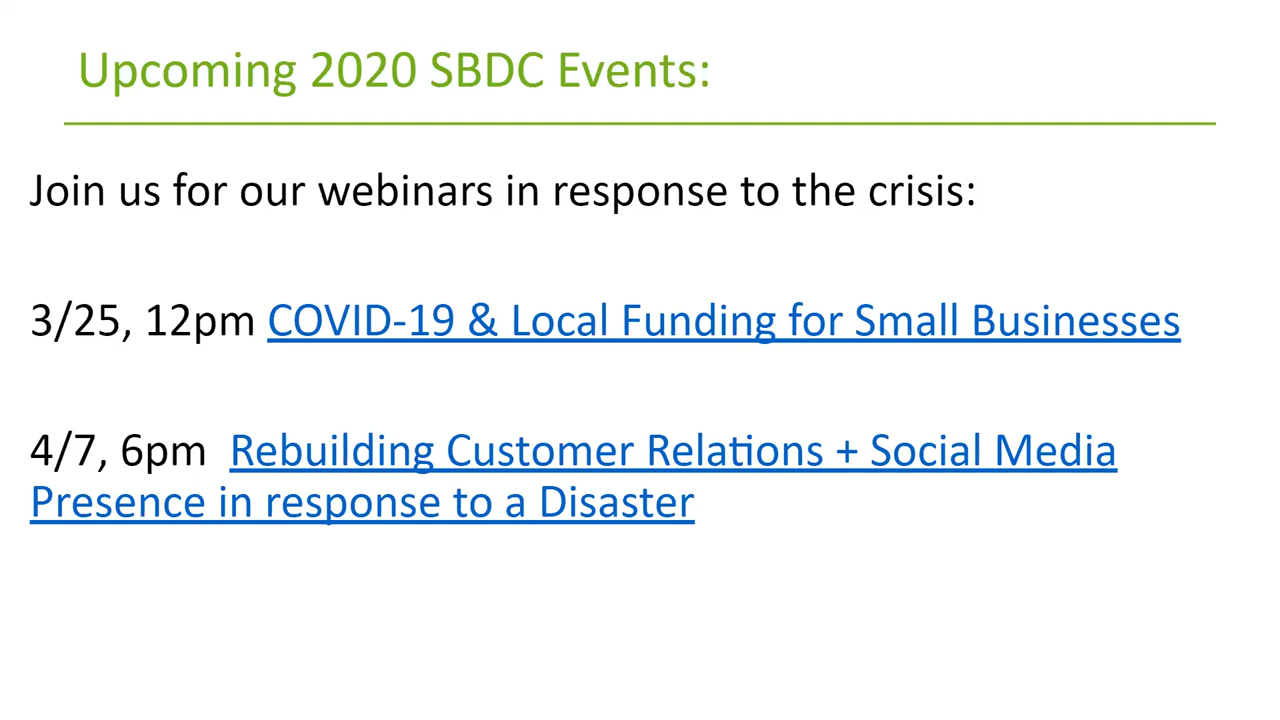 Upcoming 2020 SBDC Events:
Join us for our webinars in response to the crisis:
3/25, 12pm COVID-19 & Local Funding for Small Businesses
4/7, 6pm  Rebuilding Customer Relations + Social Media
Presence in response to a Disaster